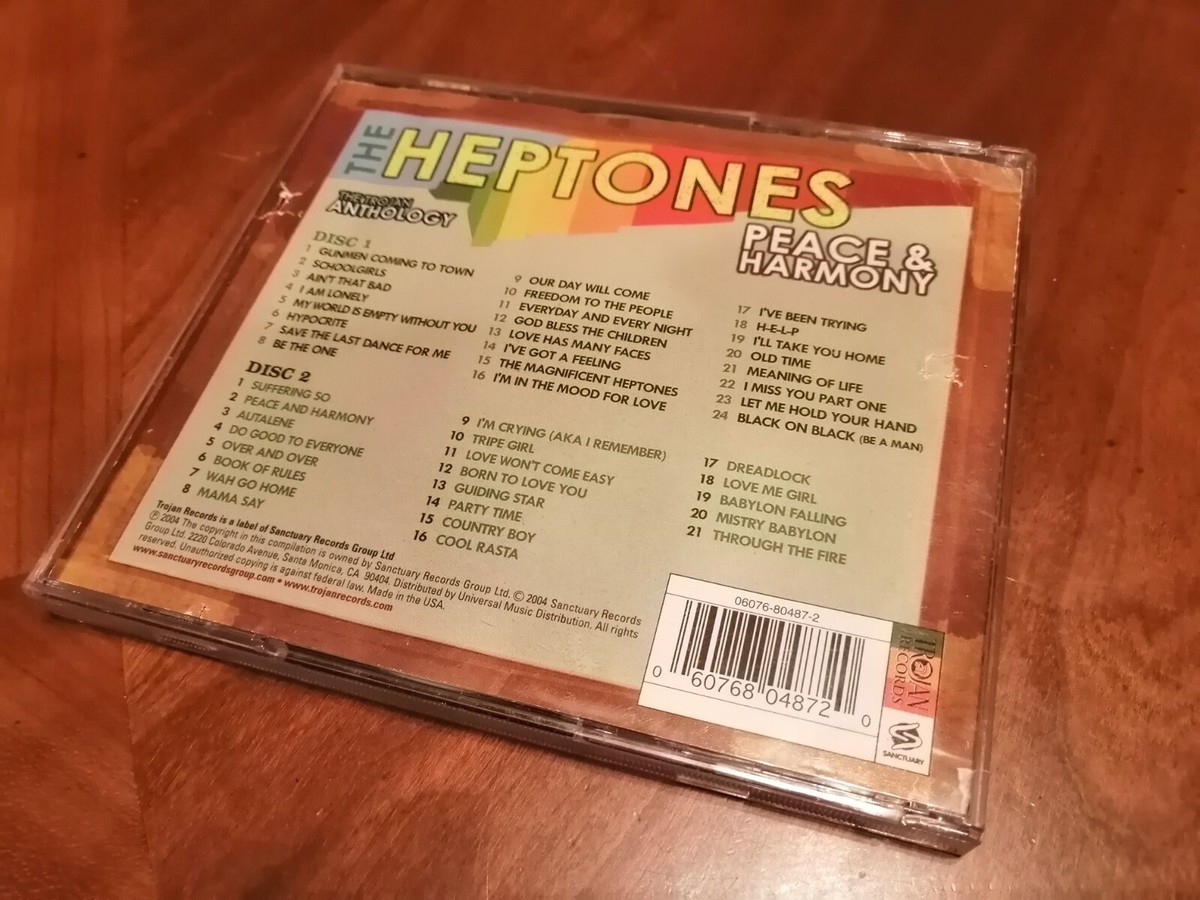 THE HEPTONES
THE TROJAN
ANTHOLOGY
PEACE &
HARMONY
DISC 1
1 GUNMEN COMING TO TOWN
2 SCHOOLGIRLS
3 AIN'T THAT BAD
4 I AM LONELY
5 MY WORLD IS EMPTY WITHOUT YOU
6 HYPOCRITE
7 SAVE THE LAST DANCE FOR ME
8 BE THE ONE
9 OUR DAY WILL COME
10 FREEDOM TO THE PEOPLE
11 EVERYDAY AND EVERY NIGHT
12 GOD BLESS THE CHILDREN
13 LOVE HAS MANY FACES
14 I'VE GOT A FEELING
15 THE MAGNIFICENT HEPTONES
16 I'M IN THE MOOD FOR LOVE
17 I'VE BEEN TRYING
18 H-E-L-P
19 I'LL TAKE YOU HOME
20 OLD TIME
21 MEANING OF LIFE
22 I MISS YOU PART ONE
23 LET ME HOLD YOUR HAND
24 BLACK ON BLACK (BE A MAN)
DISC 2
1 SUFFERING SO
2 PEACE AND HARMONY
3 AUTALENE
4 DO GOOD TO EVERYONE
5 OVER AND OVER
6 BOOK OF RULES
7 WAH GO HOME
8 MAMA SAY
9 I'M CRYING (AKA I REMEMBER)
10 TRIPE GIRL
11 LOVE WON'T COME EASY
12 BORN TO LOVE YOU
13 GUIDING STAR
14 PARTY TIME
15 COUNTRY BOY
16 COOL RASTA
17 DREADLOCK
18 LOVE ME GIRL
19 BABYLON FALLING
20 MISTRY BABYLON
21 THROUGH THE FIRE
Trojan Records is a label of Sanctuary Records Group Ltd
℗ 2004 The copyright in this compilation is owned by Sanctuary Records Group Ltd. © 2004 Sanctuary Records
Group Ltd. 2220 Colorado Avenue, Santa Monica, CA 90404. Distributed by Universal Music Distribution. All rights
reserved. Unauthorized copying is against federal law. Made in the USA.
www.sanctuaryrecordsgroup.com • www.trojanrecords.com
06076-80487-2
0 60768 04872 0
TROJAN
RECORDS
SANCTUARY